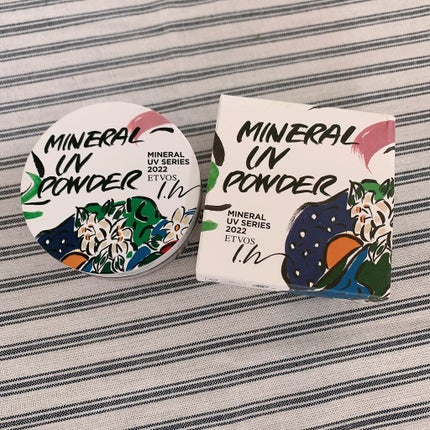 MINERAL
UV
POWDER
MINERAL
UV SERIES
2022
ETVOS
MINERAL
UV
POWDER
MINERAL
UV SERIES
2022
ETVOS